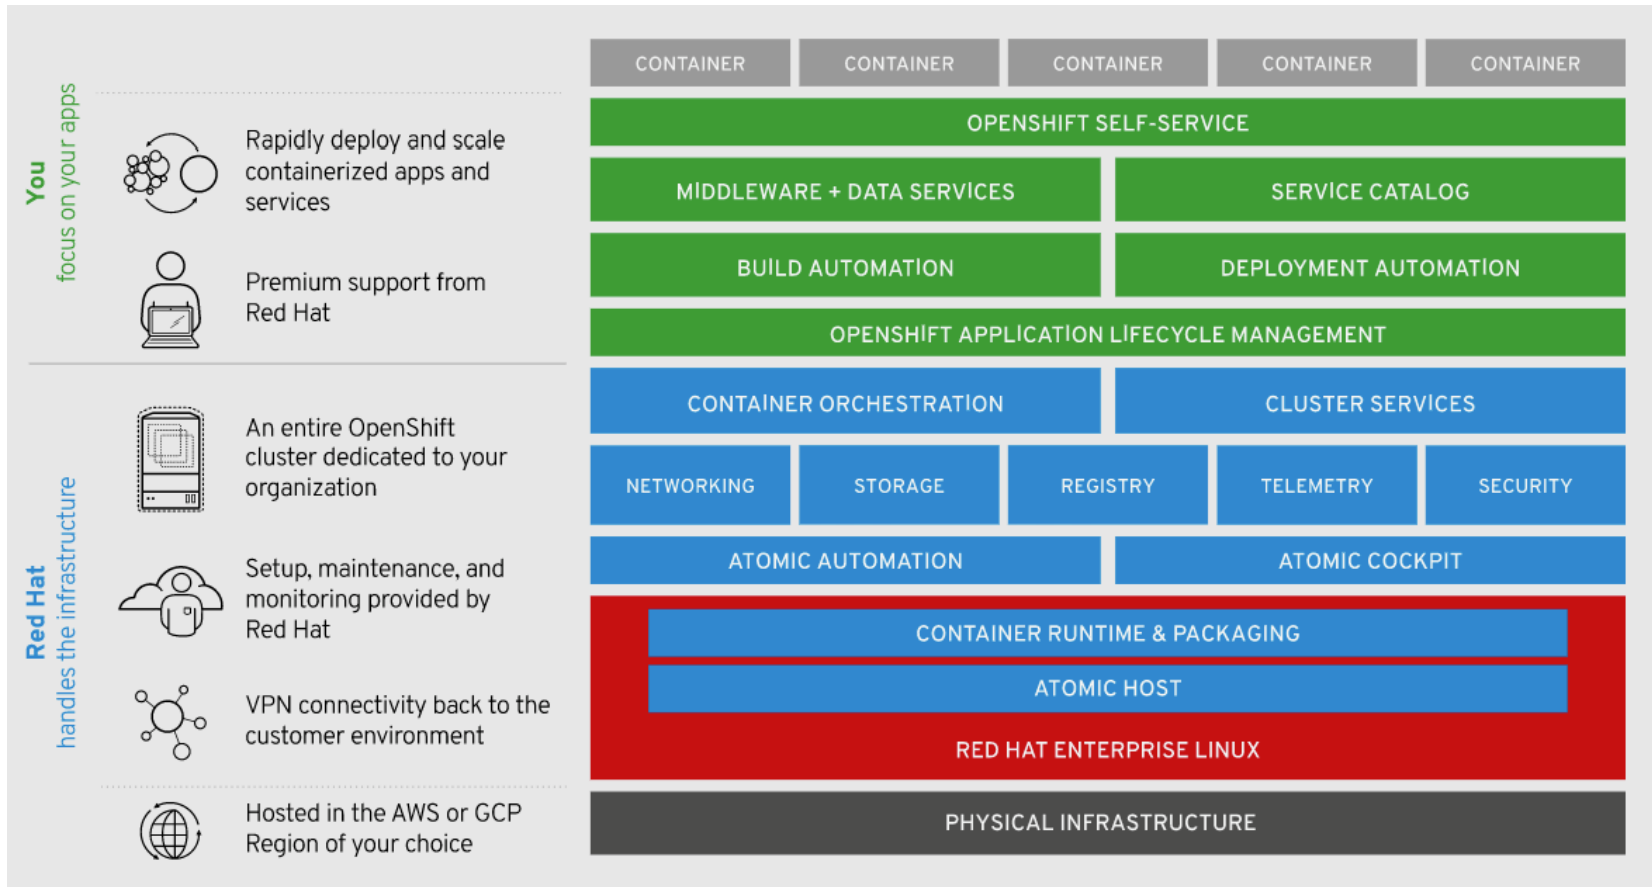 You
focus on your apps
Rapidly deploy and scale
containerized apps and
services
Premium support from
Red Hat
Red Hat
handles the infrastructure
An entire OpenShift
cluster dedicated to your
organization
Setup, maintenance, and
monitoring provided by
Red Hat
VPN connectivity back to the
customer environment
Hosted in the AWS or GCP
Region of your choice
CONTAINER CONTAINER CONTAINER CONTAINER CONTAINER
OPENSHIFT SELF-SERVICE
MIDDLEWARE + DATA SERVICES SERVICE CATALOG
BUILD AUTOMATION DEPLOYMENT AUTOMATION
OPENSHIFT APPLICATION LIFECYCLE MANAGEMENT
CONTAINER ORCHESTRATION CLUSTER SERVICES
NETWORKING STORAGE REGISTRY TELEMETRY SECURITY
ATOMIC AUTOMATION ATOMIC COCKPIT
CONTAINER RUNTIME & PACKAGING
ATOMIC HOST
RED HAT ENTERPRISE LINUX
PHYSICAL INFRASTRUCTURE